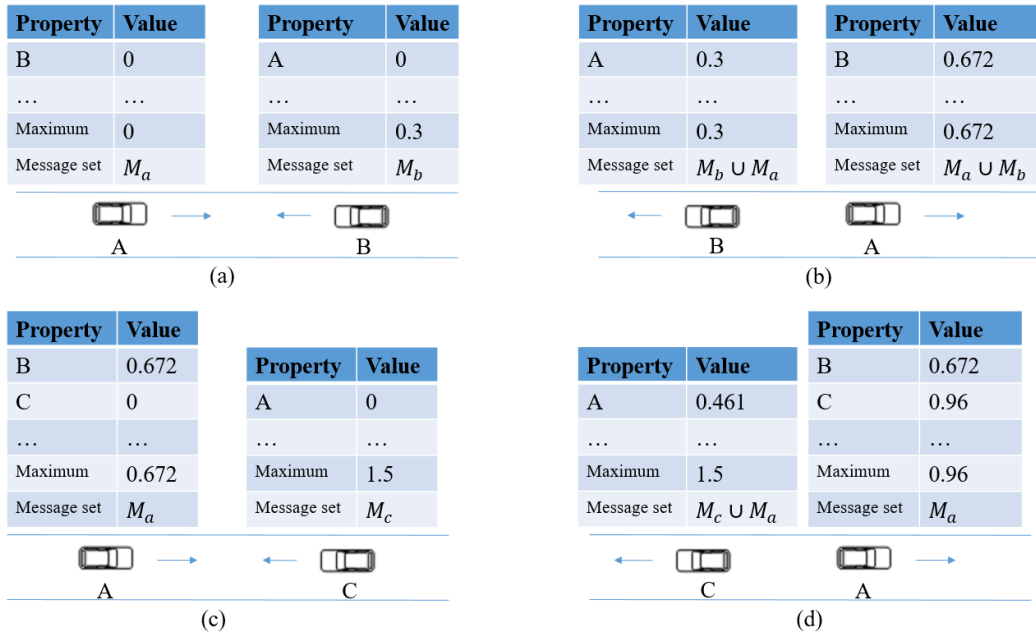 Property Value
B 0
… …
Maximum 0
Message set M_a
Property Value
A 0
… …
Maximum 0.3
Message set M_b
A
B
(a)
Property Value
A 0.3
… …
Maximum 0.3
Message set M_b ∪ M_a
Property Value
B 0.672
… …
Maximum 0.672
Message set M_a ∪ M_b
B
A
(b)
Property Value
B 0.672
C 0
… …
Maximum 0.672
Message set M_a
Property Value
A 0
… …
Maximum 1.5
Message set M_c
A
C
(c)
Property Value
A 0.461
… …
Maximum 1.5
Message set M_c ∪ M_a
Property Value
B 0.672
C 0.96
… …
Maximum 0.96
Message set M_a
C
A
(d)